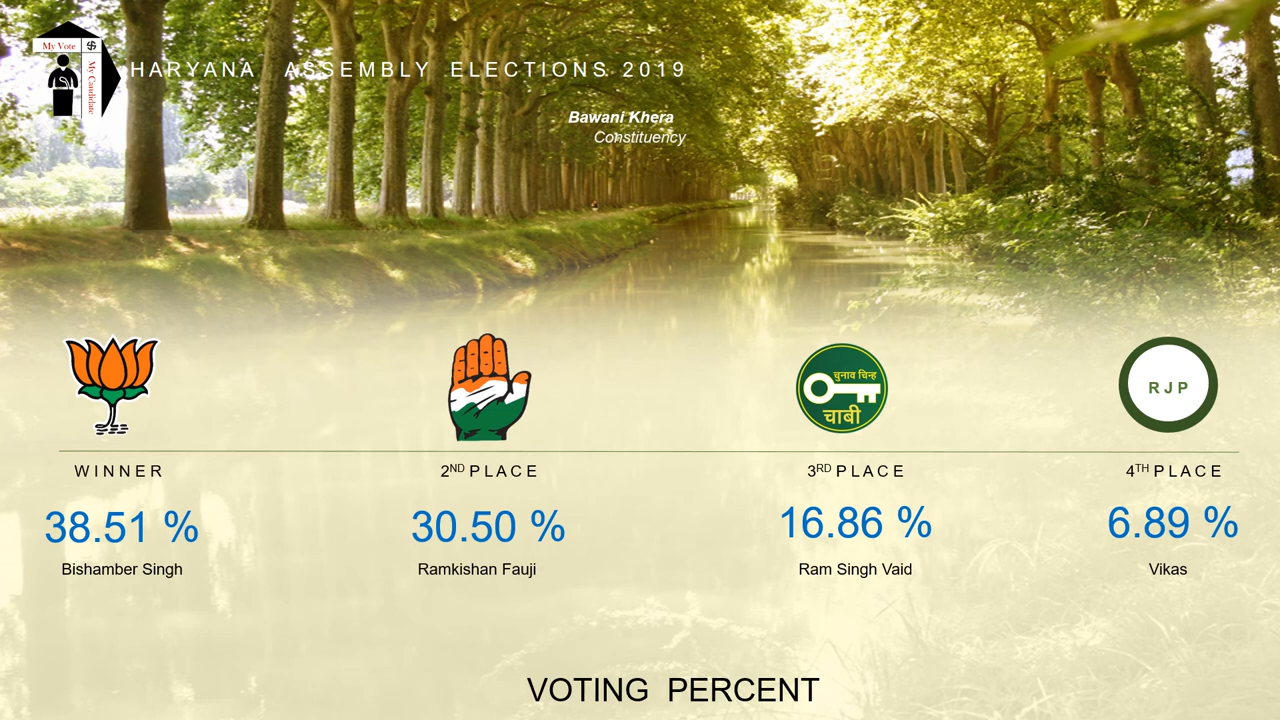 My Vote
My Candidate
HARYANA ASSEMBLY ELECTIONS 2019
Bawani Khera
Constituency
चुनाव चिन्ह
चाबी
RJP
WINNER 2ND PLACE 3RD PLACE 4TH PLACE
38.51 % 30.50 % 16.86 % 6.89 %
Bishamber Singh Ramkishan Fauji Ram Singh Vaid Vikas
VOTING PERCENT